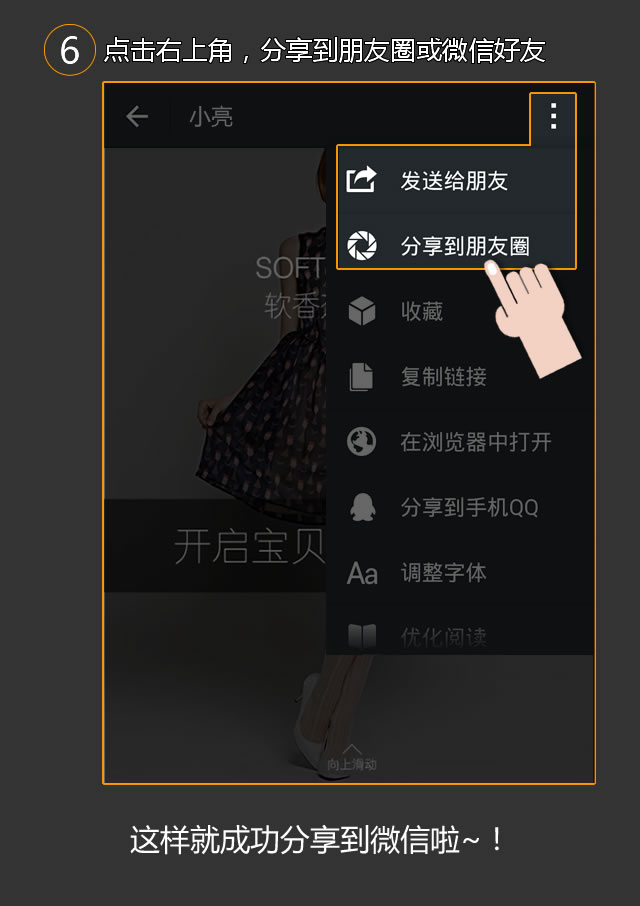 6 点击右上角，分享到朋友圈或微信好友
小亮
发送给朋友
分享到朋友圈
SOFT
软香
收藏
复制链接
在浏览器中打开
分享到手机QQ
开启宝贝
Aa 调整字体
优化阅读
向上滑动
这样就成功分享到微信啦~！